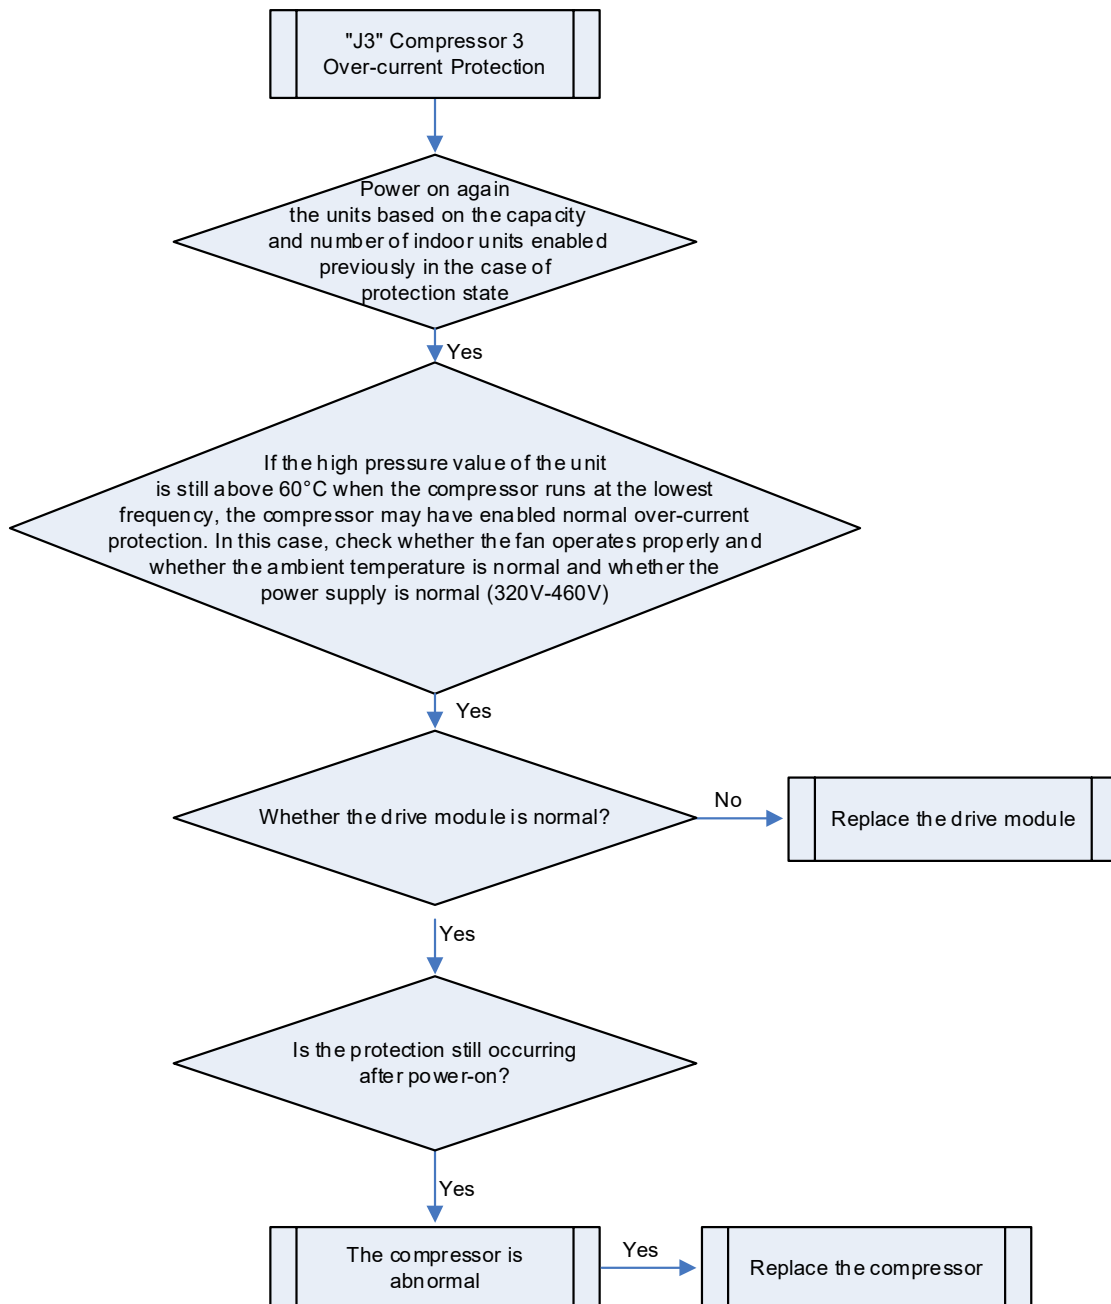 "J3" Compressor 3
Over-current Protection
Power on again
the units based on the capacity
and number of indoor units enabled
previously in the case of
protection state
Yes
If the high pressure value of the unit
is still above 60°C when the compressor runs at the lowest
frequency, the compressor may have enabled normal over-current
protection. In this case, check whether the fan operates properly and
whether the ambient temperature is normal and whether the
power supply is normal (320V-460V)
Yes
Whether the drive module is normal?
No
Replace the drive module
Yes
Is the protection still occurring
after power-on?
Yes
The compressor is
abnormal
Yes
Replace the compressor